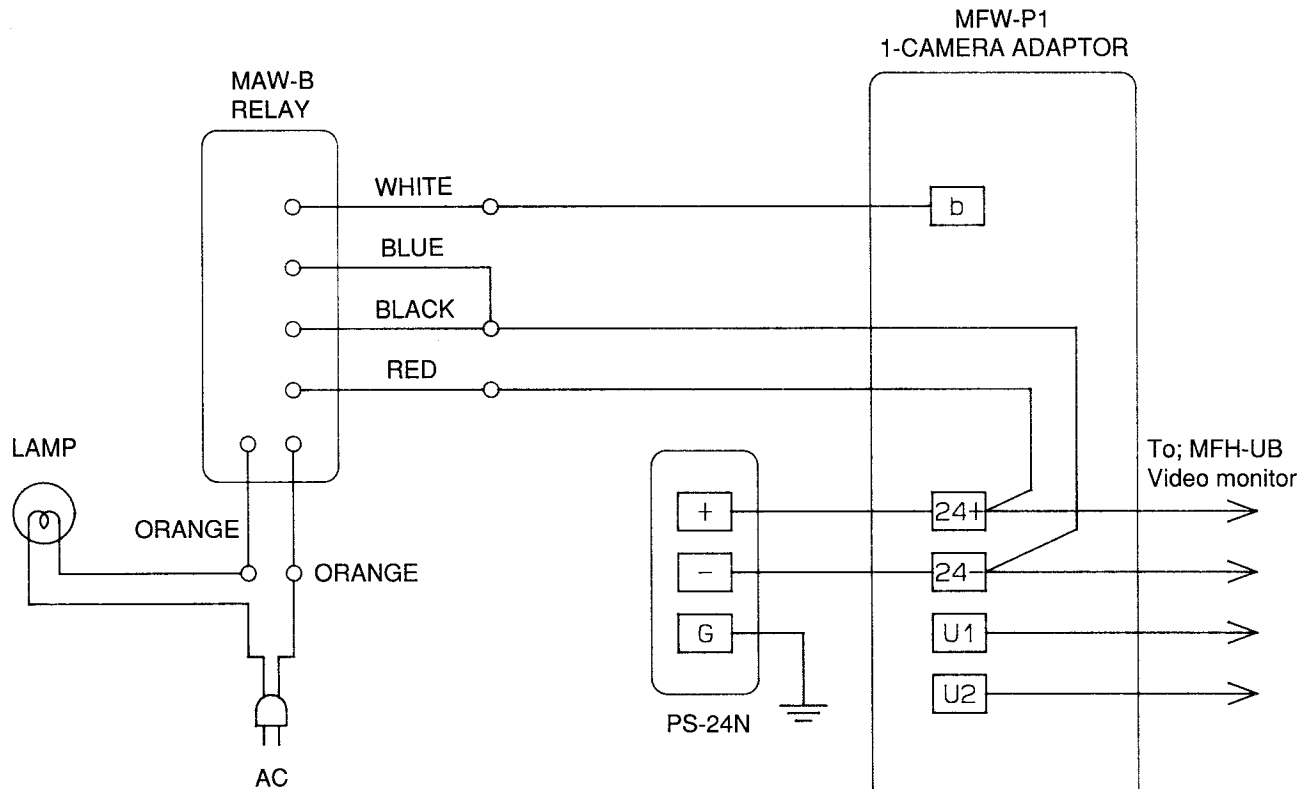 MFW-P1
1-CAMERA ADAPTOR
MAW-B
RELAY
WHITE
b
BLUE
BLACK
RED
LAMP
To; MFH-UB
Video monitor
+
24+
ORANGE
−
24−
ORANGE
G
U1
U2
PS-24N
AC